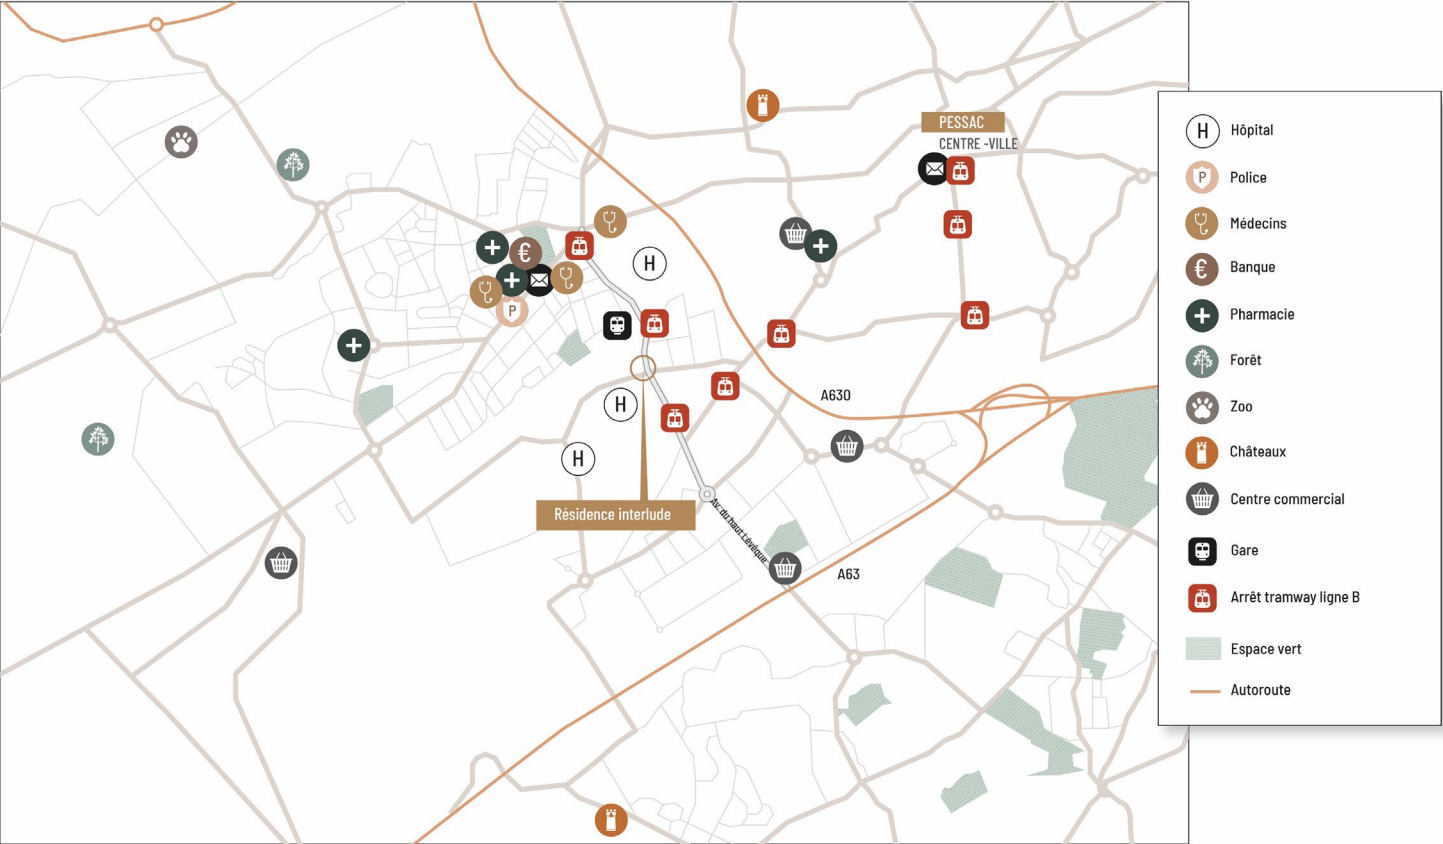 PESSAC
CENTRE -VILLE
H
€
P
H
H
A630
Résidence interlude
Av. du haut Lévêque
A63
H Hôpital
P Police
Médecins
€ Banque
Pharmacie
Forêt
Zoo
Châteaux
Centre commercial
Gare
Arrêt tramway ligne B
Espace vert
Autoroute